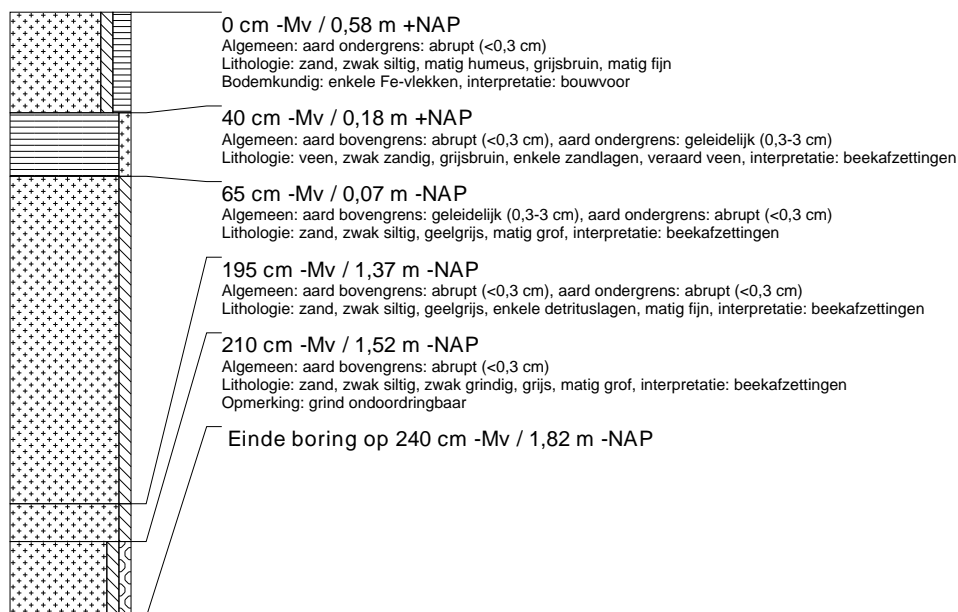 0 cm -Mv / 0,58 m +NAP
Algemeen: aard ondergrens: abrupt (<0,3 cm)
Lithologie: zand, zwak siltig, matig humeus, grijsbruin, matig fijn
Bodemkundig: enkele Fe-vlekken, interpretatie: bouwvoor
40 cm -Mv / 0,18 m +NAP
Algemeen: aard bovengrens: abrupt (<0,3 cm), aard ondergrens: geleidelijk (0,3-3 cm)
Lithologie: veen, zwak zandig, grijsbruin, enkele zandlagen, veraard veen, interpretatie: beekafzettingen
65 cm -Mv / 0,07 m -NAP
Algemeen: aard bovengrens: geleidelijk (0,3-3 cm), aard ondergrens: abrupt (<0,3 cm)
Lithologie: zand, zwak siltig, geelgrijs, matig grof, interpretatie: beekafzettingen
195 cm -Mv / 1,37 m -NAP
Algemeen: aard bovengrens: abrupt (<0,3 cm), aard ondergrens: abrupt (<0,3 cm)
Lithologie: zand, zwak siltig, geelgrijs, enkele detrituslagen, matig fijn, interpretatie: beekafzettingen
210 cm -Mv / 1,52 m -NAP
Algemeen: aard bovengrens: abrupt (<0,3 cm)
Lithologie: zand, zwak siltig, zwak grindig, grijs, matig grof, interpretatie: beekafzettingen
Opmerking: grind ondoordringbaar
Einde boring op 240 cm -Mv / 1,82 m -NAP